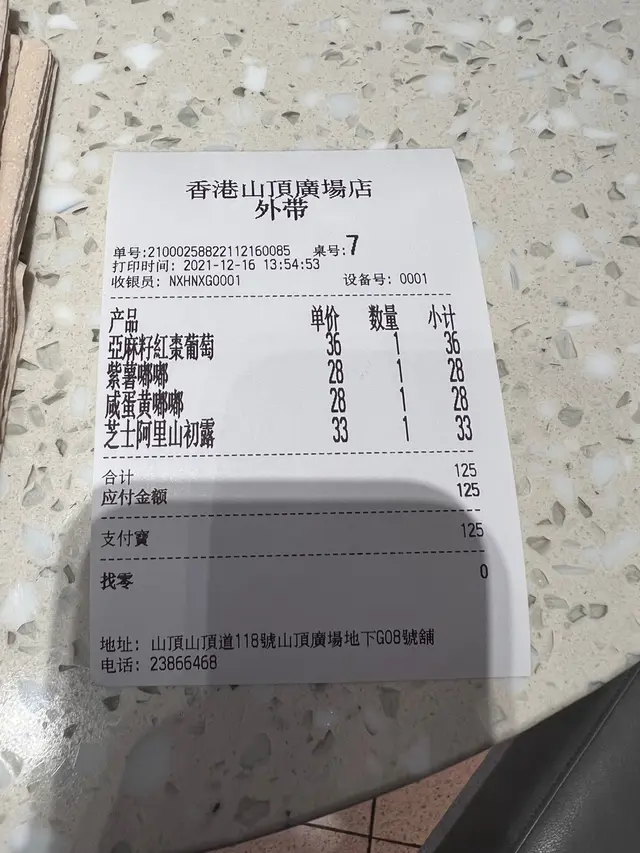 香港山頂廣場店
外带
单号:21000258822112160085 桌号:7
打印时间: 2021-12-16 13:54:53
收银员: NXHNXG0001 设备号: 0001
产品 单价 数量 小计
亞麻籽紅棗葡萄 36 1 36
紫薯嘟嘟 28 1 28
咸蛋黄嘟嘟 28 1 28
芝士阿里山初露 33 1 33
合计 125
应付金额 125
支付寶 125
找零 0
地址: 山頂山頂道118號山頂廣場地下G08號舖
电话: 23866468